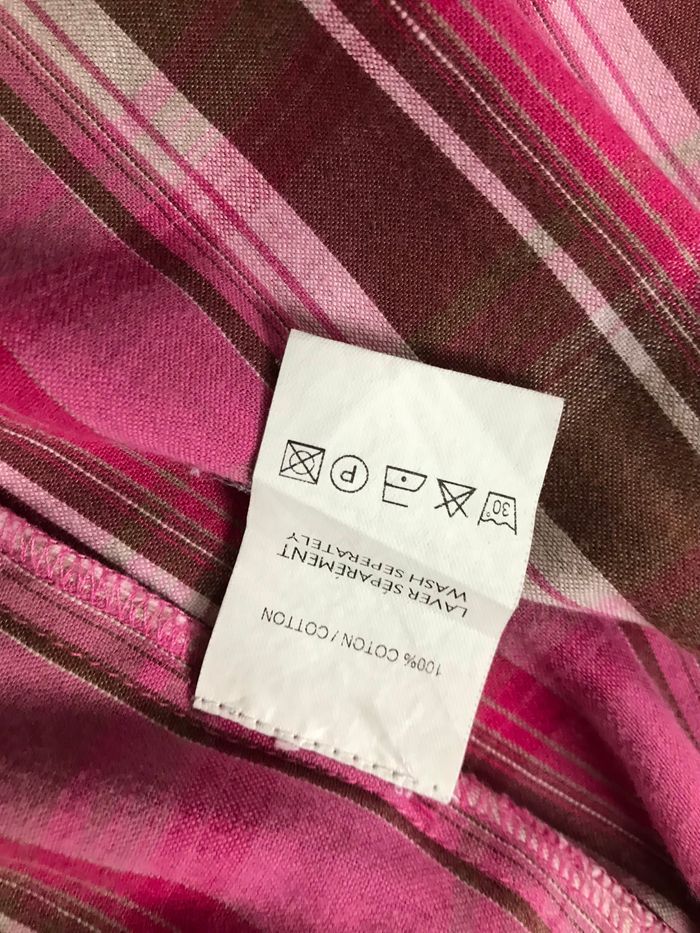 100% COTON / COTTON
LAVER SÉPARÉMENT
WASH SEPERATELY
30°
P